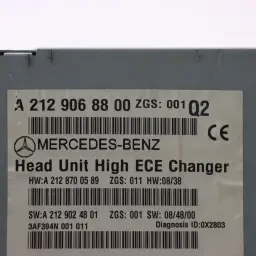 A 212 906 88 00 ZGS: 001 Q2
MERCEDES-BENZ
Head Unit High ECE Changer
HW:A 212 870 05 89 ZGS: 011 HW:08/38
SW:A 212 902 48 01 ZGS: 001 SW: 08/48/00
3AF394N 001 011 Diagnosis ID:0X2803